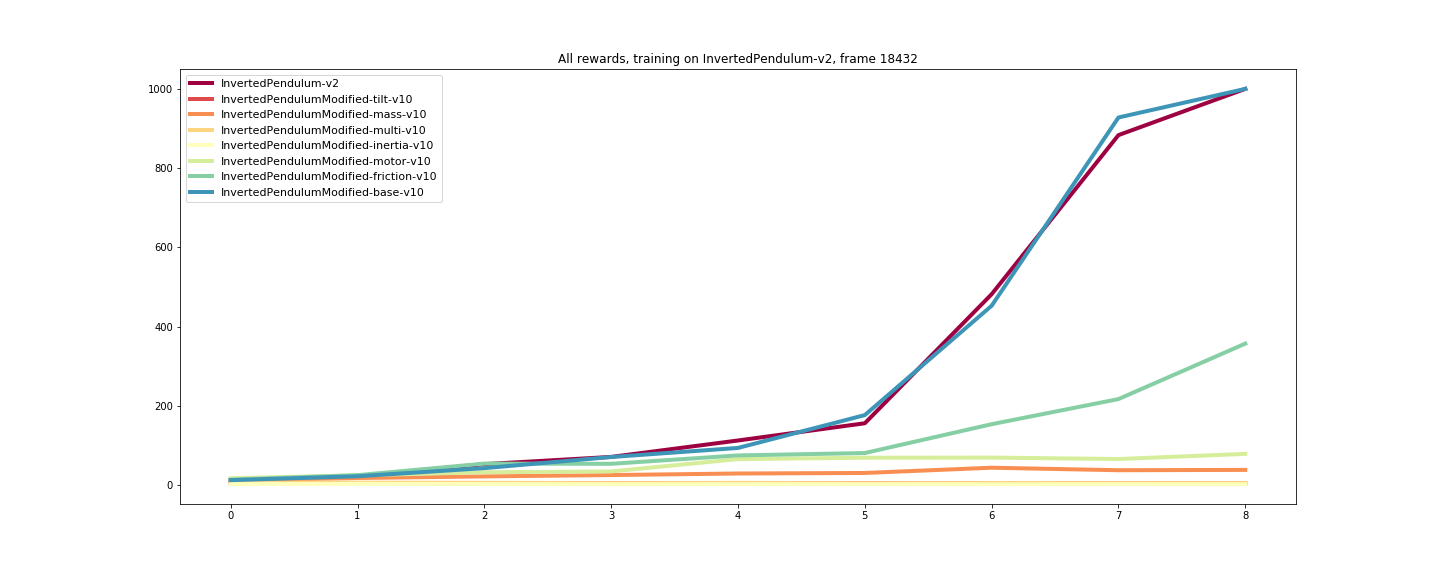 All rewards, training on InvertedPendulum-v2, frame 18432
InvertedPendulum-v2
InvertedPendulumModified-tilt-v10
InvertedPendulumModified-mass-v10
InvertedPendulumModified-multi-v10
InvertedPendulumModified-inertia-v10
InvertedPendulumModified-motor-v10
InvertedPendulumModified-friction-v10
InvertedPendulumModified-base-v10
1000
800
600
400
200
0
0 1 2 3 4 5 6 7 8